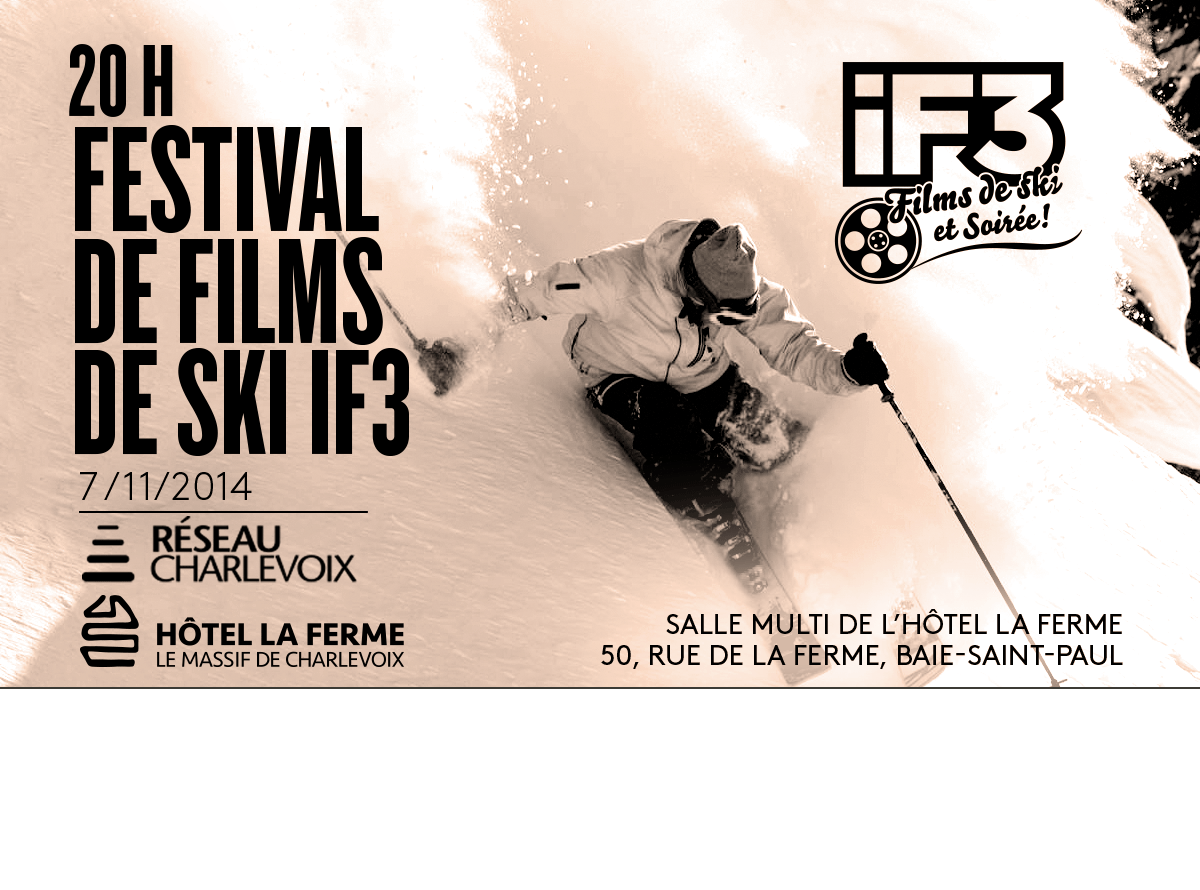 20 H
FESTIVAL
DE FILMS
DE SKI IF3
7/11/2014
RÉSEAU
CHARLEVOIX
HÔTEL LA FERME
LE MASSIF DE CHARLEVOIX
iF3
Films de ski
et Soirée!
SALLE MULTI DE L'HÔTEL LA FERME
50, RUE DE LA FERME, BAIE-SAINT-PAUL